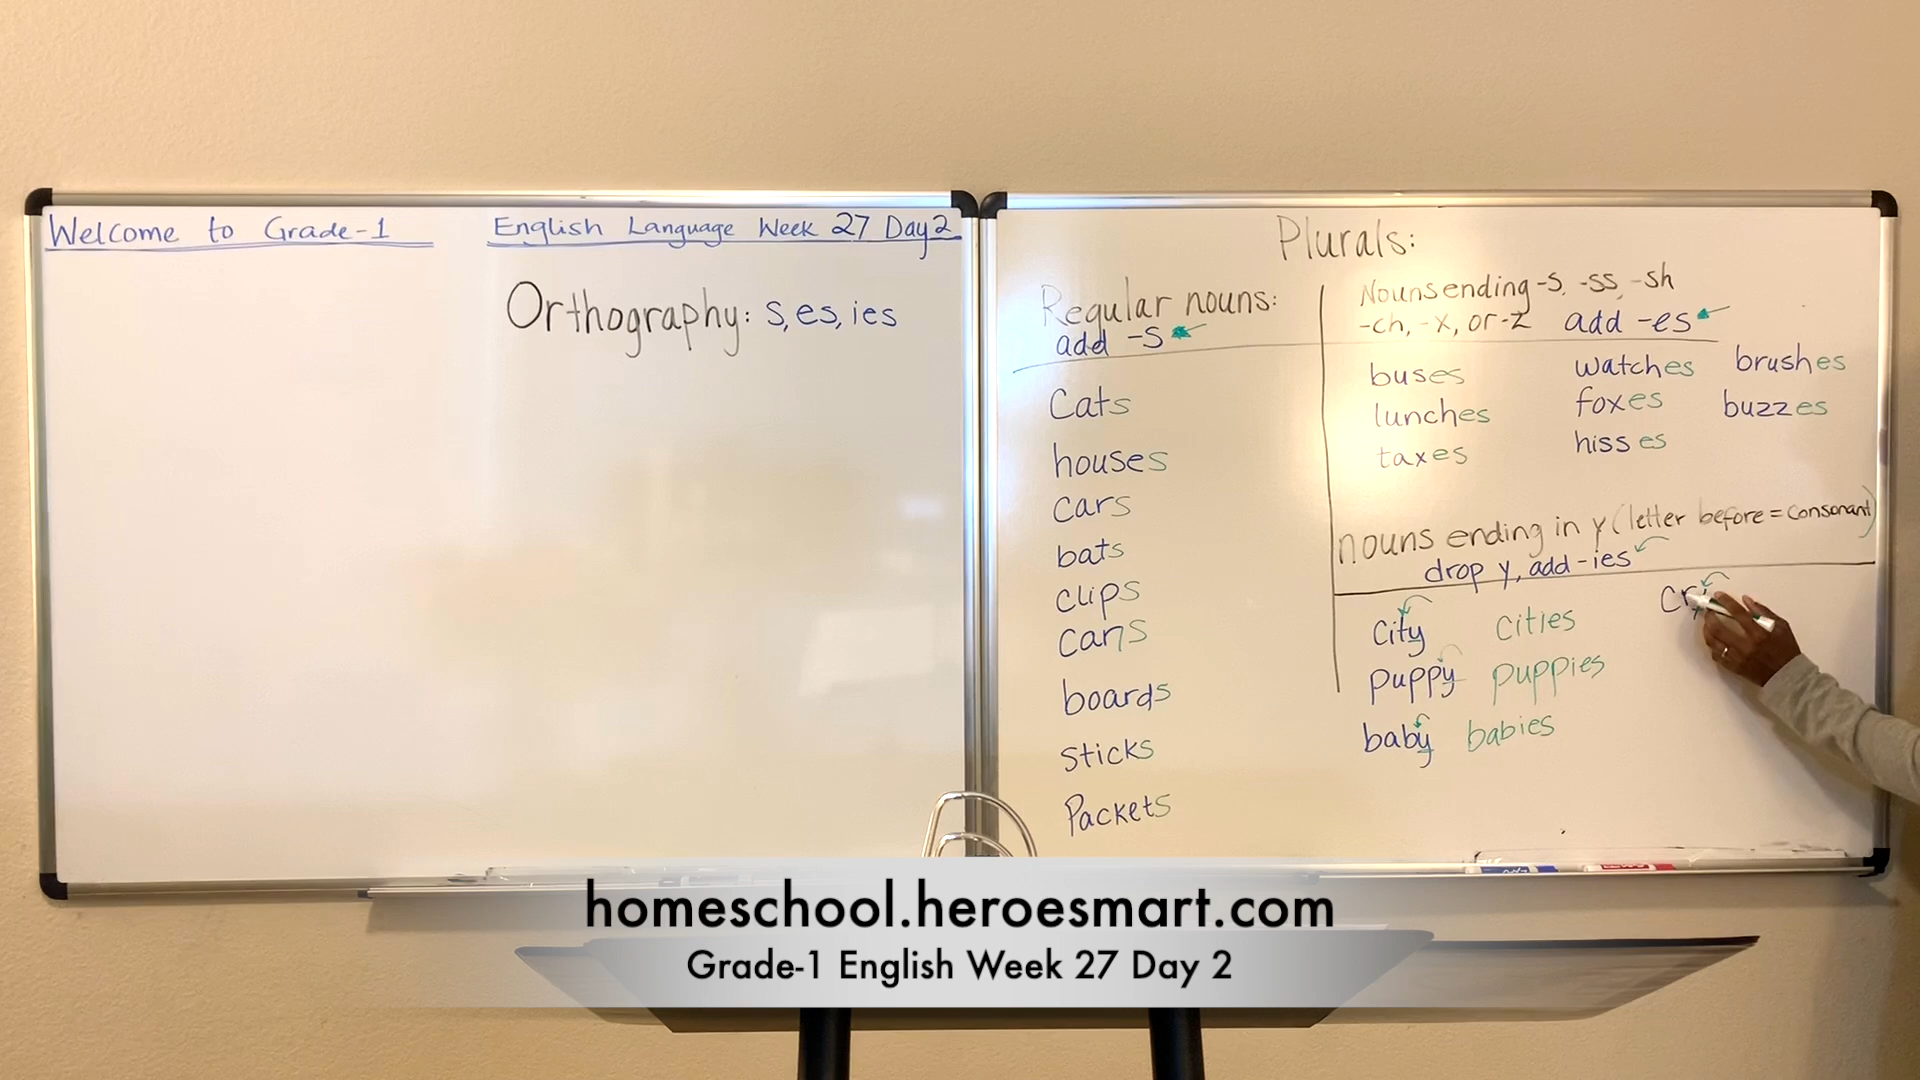 Welcome to Grade-1
English Language Week 27 Day 2
Orthography: s, es, ies
Plurals:
Regular nouns:
add -s
Cats
houses
cars
bats
clips
cans
boards
sticks
Packets
Nouns ending -s, -ss, -sh
-ch, -x, or -z add -es
buses watches brushes
lunches foxes buzzes
taxes hisses
nouns ending in y (letter before = consonant)
drop y, add -ies
city cities
puppy puppies
baby babies
homeschool.heroesmart.com
Grade-1 English Week 27 Day 2